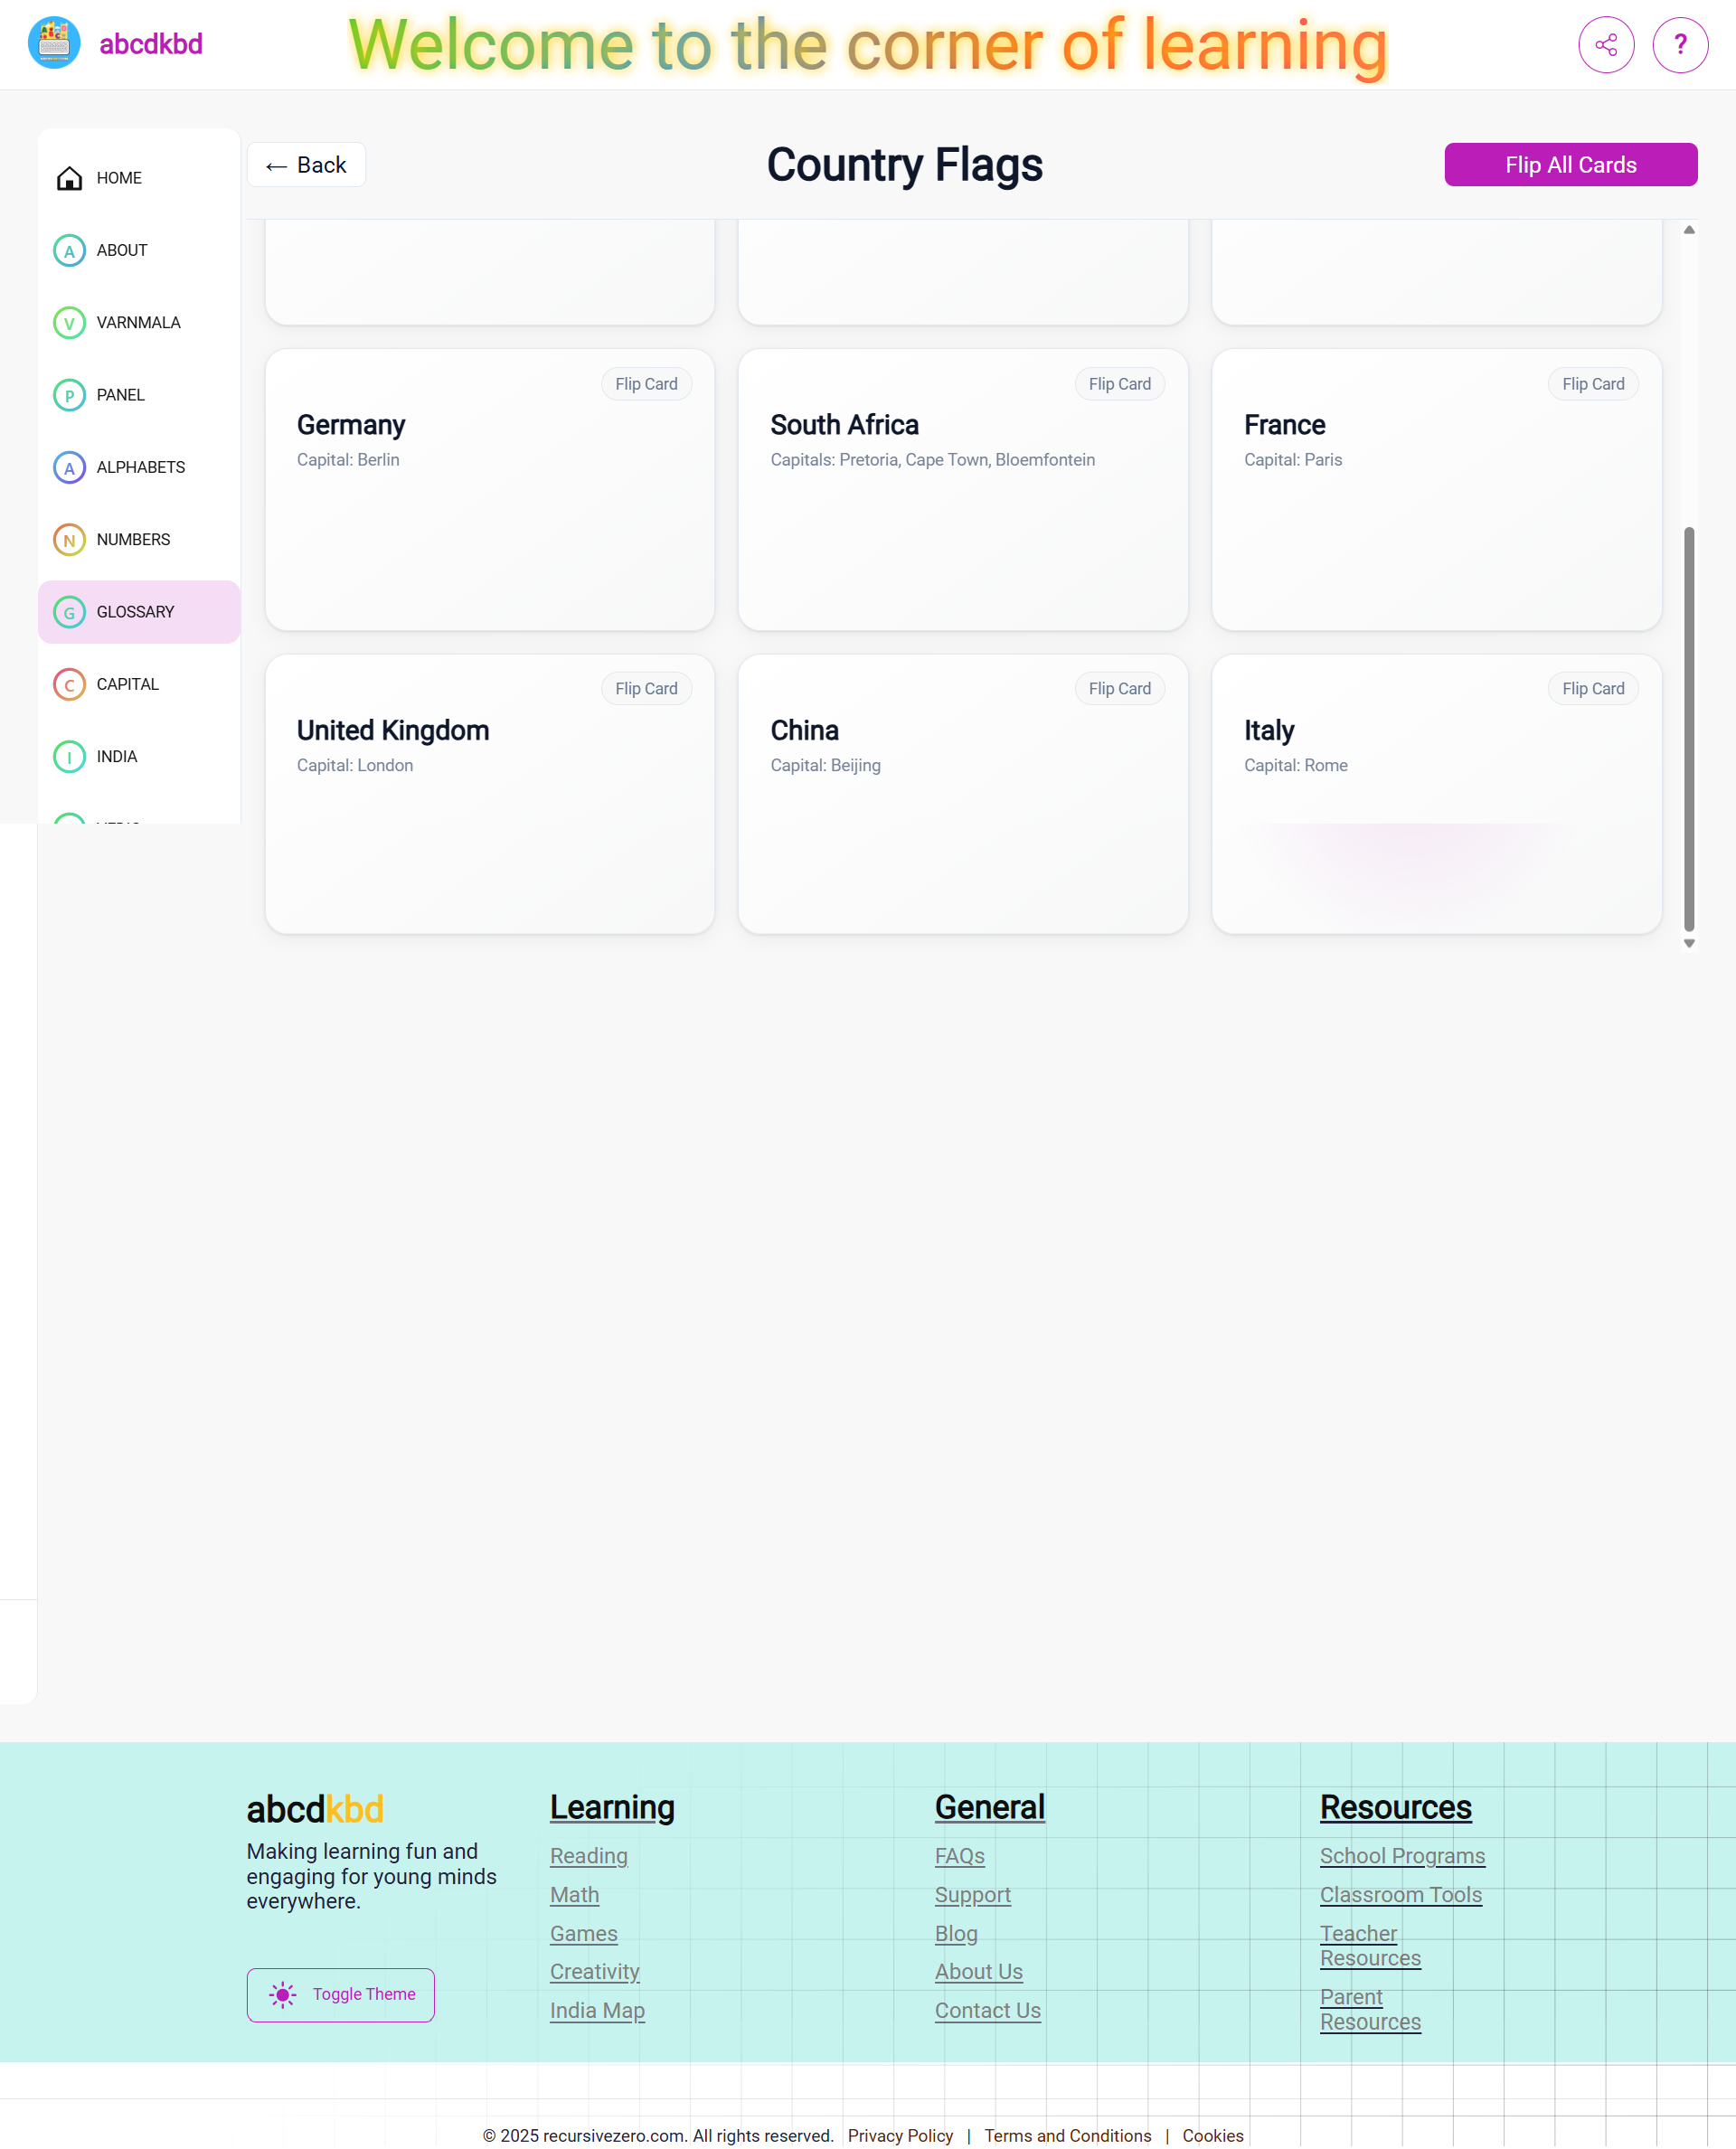 abcdkbd
Welcome to the corner of learning
?
HOME
A ABOUT
V VARNMALA
P PANEL
A ALPHABETS
N NUMBERS
G GLOSSARY
C CAPITAL
I INDIA
← Back
Country Flags
Flip All Cards
Flip Card
Germany
Capital: Berlin
Flip Card
South Africa
Capitals: Pretoria, Cape Town, Bloemfontein
Flip Card
France
Capital: Paris
Flip Card
United Kingdom
Capital: London
Flip Card
China
Capital: Beijing
Flip Card
Italy
Capital: Rome
abcdkbd
Making learning fun and
engaging for young minds
everywhere.
Toggle Theme
Learning
Reading
Math
Games
Creativity
India Map
General
FAQs
Support
Blog
About Us
Contact Us
Resources
School Programs
Classroom Tools
Teacher
Resources
Parent
Resources
© 2025 recursivezero.com. All rights reserved. Privacy Policy | Terms and Conditions | Cookies